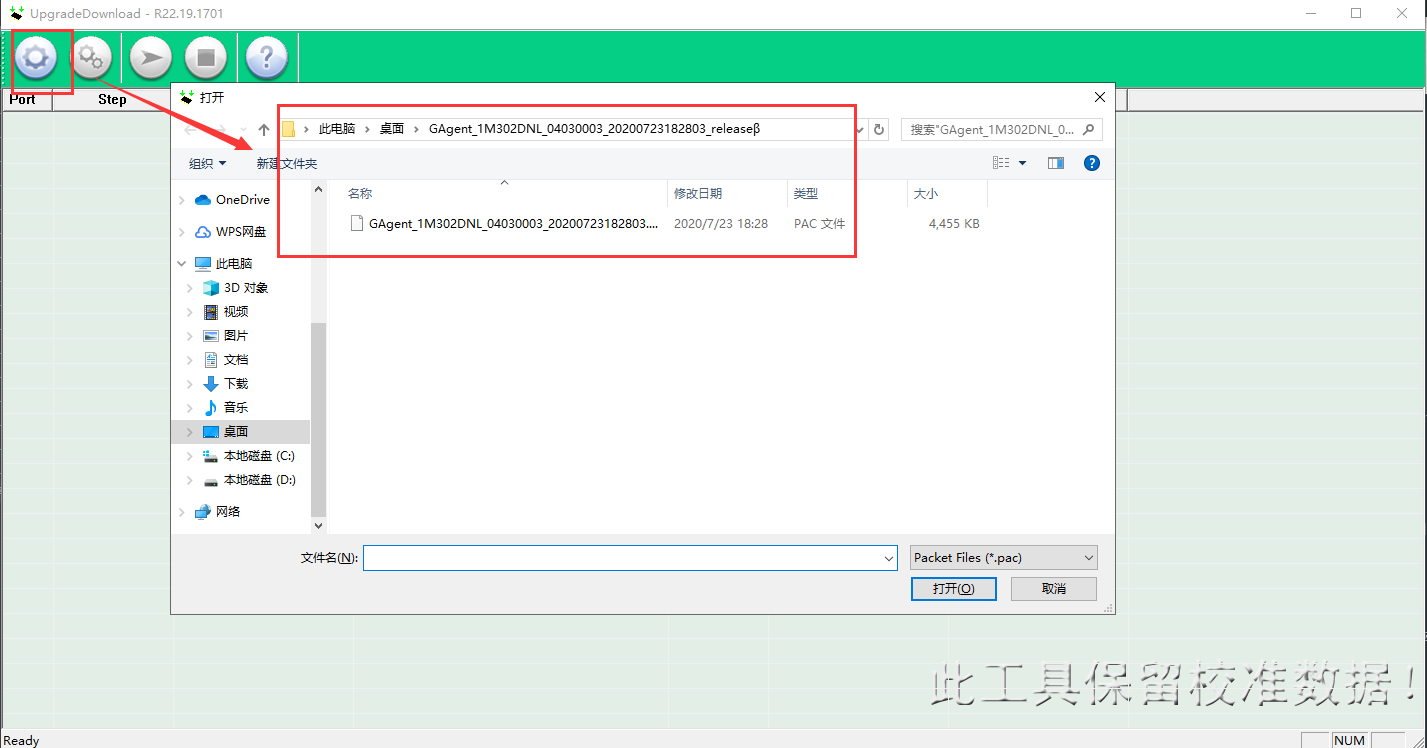 UpgradeDownload - R22.19.1701
Port Step
打开
此电脑 › 桌面 › GAgent_1M302DNL_04030003_20200723182803_releaseβ
搜索"GAgent_1M302DNL_0...
组织 新建文件夹
名称 修改日期 类型 大小
GAgent_1M302DNL_04030003_20200723182803.... 2020/7/23 18:28 PAC 文件 4,455 KB
OneDrive
WPS网盘
此电脑
3D 对象
视频
图片
文档
下载
音乐
桌面
本地磁盘 (C:)
本地磁盘 (D:)
网络
文件名(N):
Packet Files (*.pac)
打开(O) 取消
此工具保留校准数据!
Ready
NUM